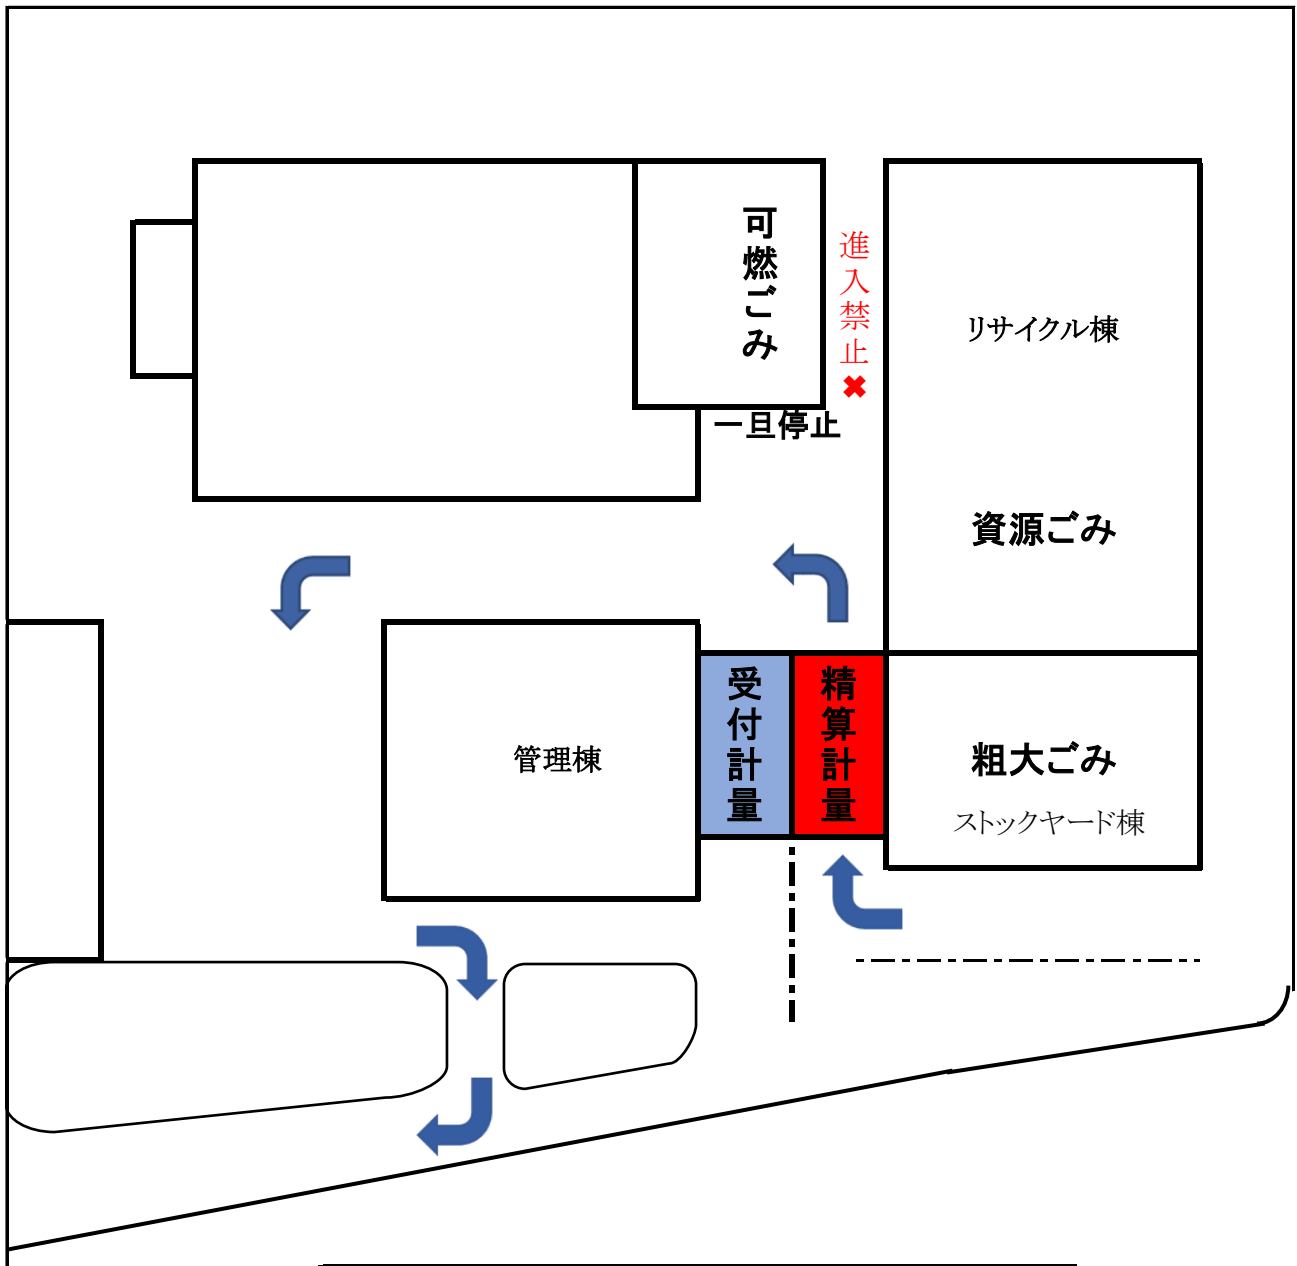 可燃ごみ
進入禁止✖
リサイクル棟
一旦停止
資源ごみ
受付計量
精算計量
管理棟
粗大ごみ
ストックヤード棟